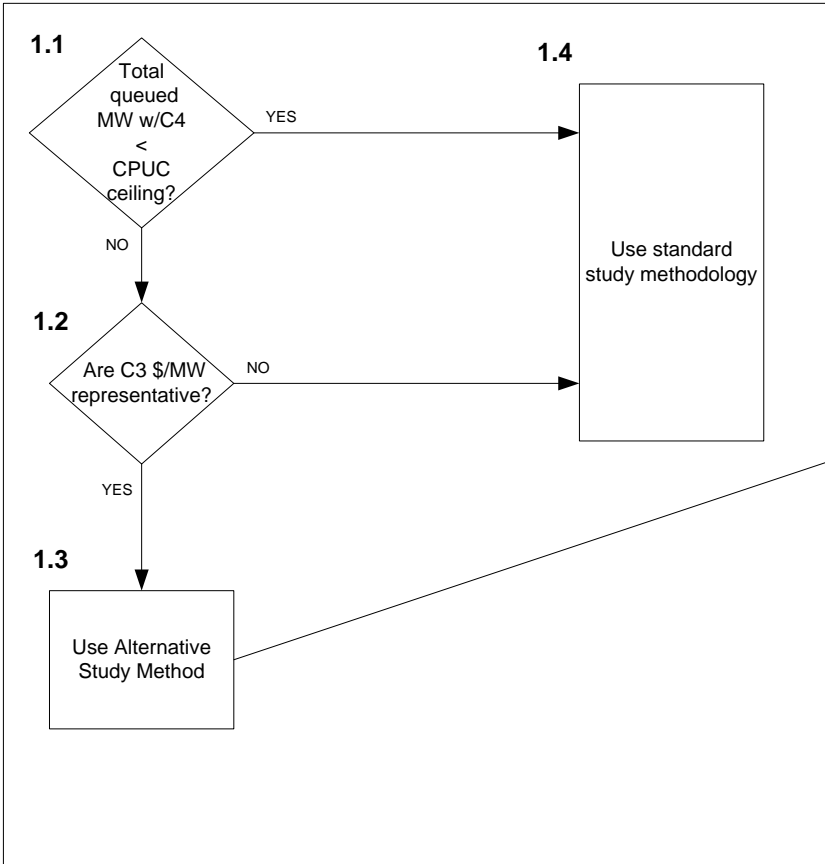 1.1
Total
queued
MW w/C4
<
CPUC
ceiling?
YES
NO
1.4
Use standard
study methodology
1.2
Are C3 $/MW
representative?
NO
YES
1.3
Use Alternative
Study Method